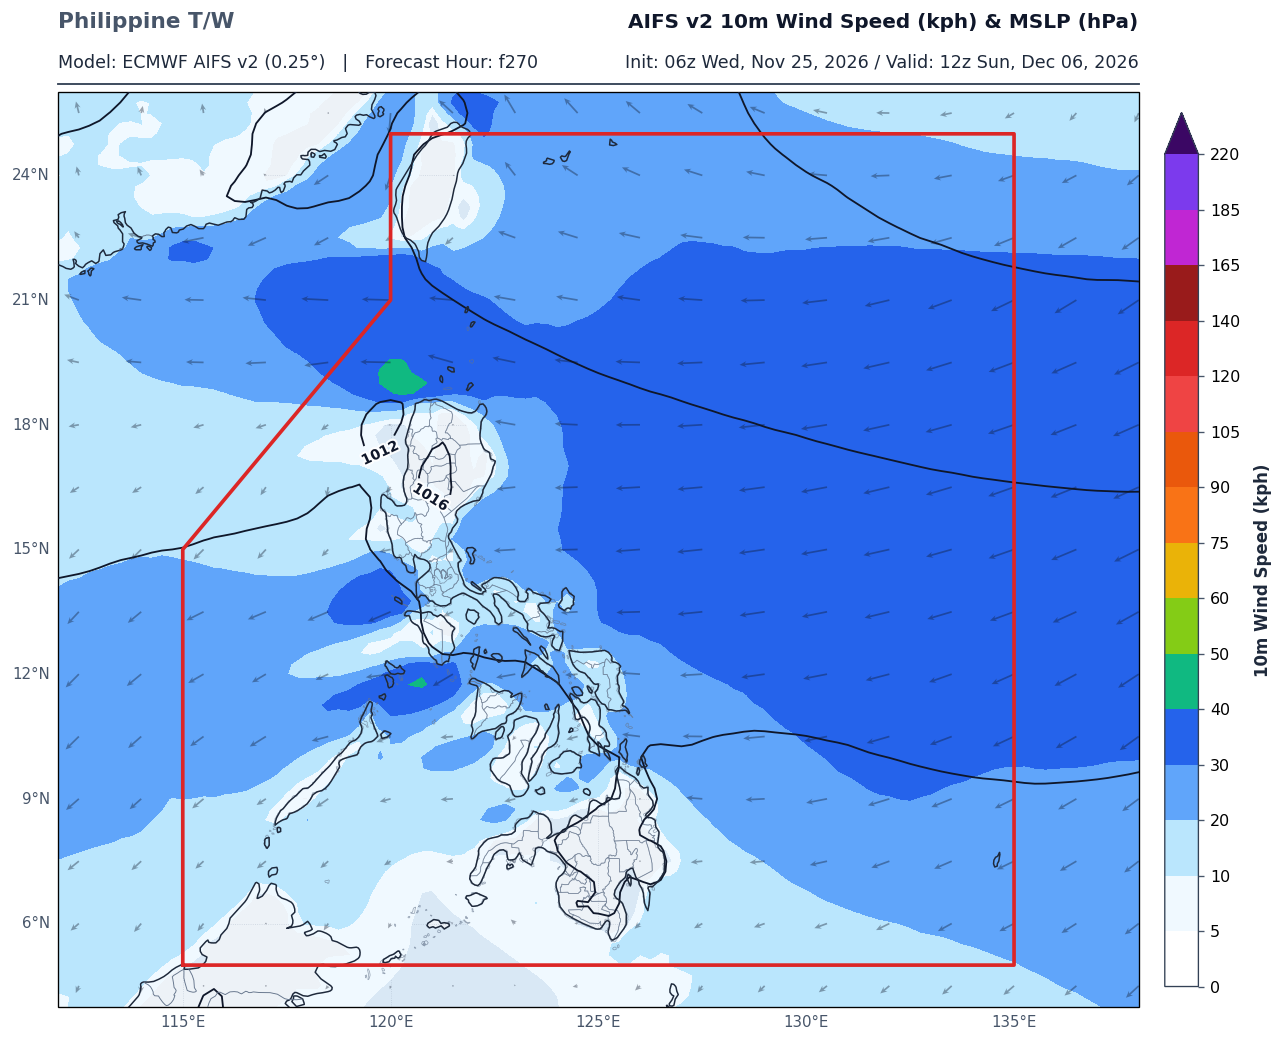 Philippine T/W
AIFS v2 10m Wind Speed (kph) & MSLP (hPa)
Model: ECMWF AIFS v2 (0.25°) | Forecast Hour: f270
Init: 06z Wed, Nov 25, 2026 / Valid: 12z Sun, Dec 06, 2026
24°N
21°N
18°N
15°N
12°N
9°N
6°N
1012
1016
115°E
120°E
125°E
130°E
135°E
220
185
165
140
120
105
90
75
60
50
40
30
20
10
5
0
10m Wind Speed (kph)